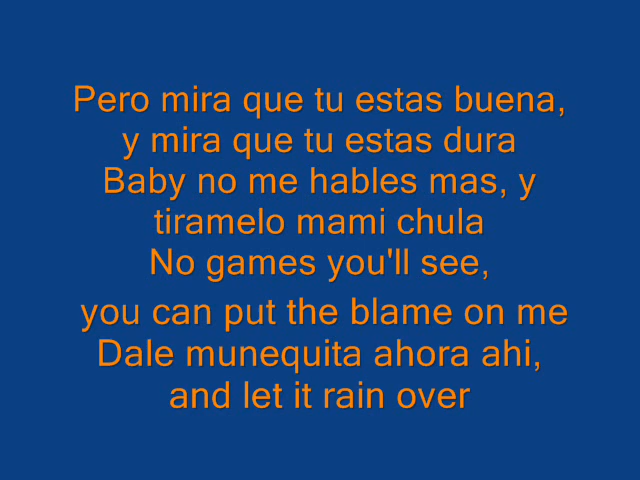 Pero mira que tu estas buena,
y mira que tu estas dura
Baby no me hables mas, y
tiramelo mami chula
No games you'll see,
you can put the blame on me
Dale munequita ahora ahi,
and let it rain over